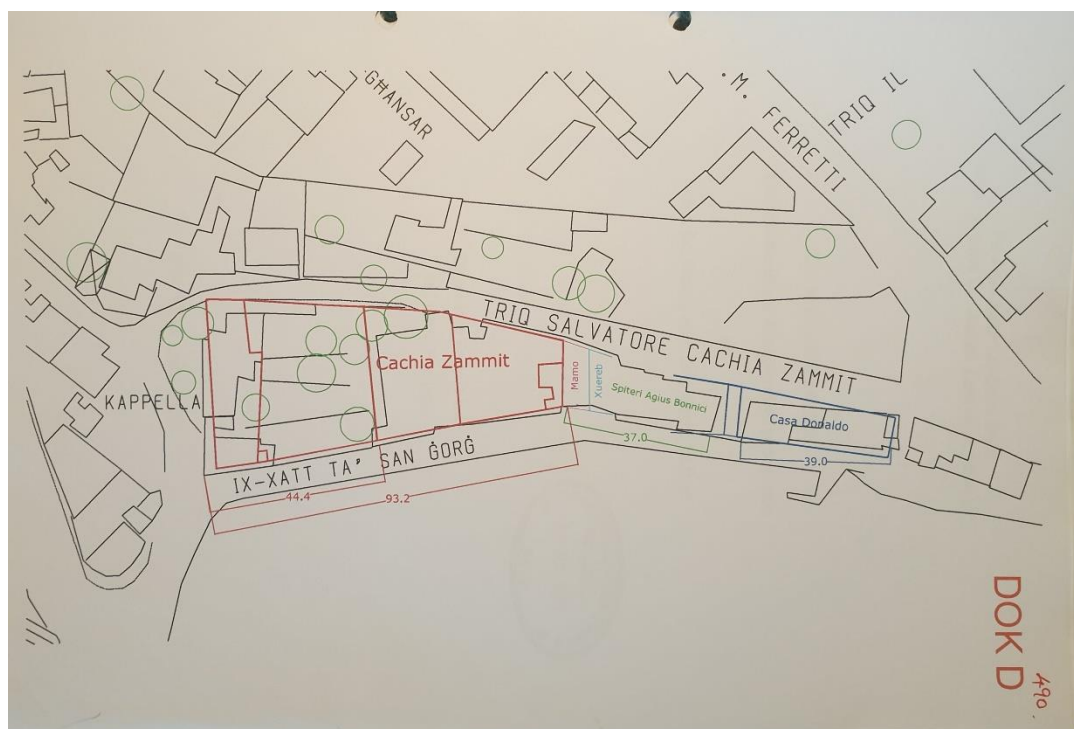 GĦANSAR
.M. FERRETTI
TRIQ IL
TRIQ SALVATORE CACHIA ZAMMIT
Cachia Zammit
Mamo
Xuereb
Spiteri Agius Bonnici
Casa Donaldo
KAPPELLA
IX-XATT TA' SAN ĠORĠ
37.0
39.0
44.4
93.2
DOK D
490.